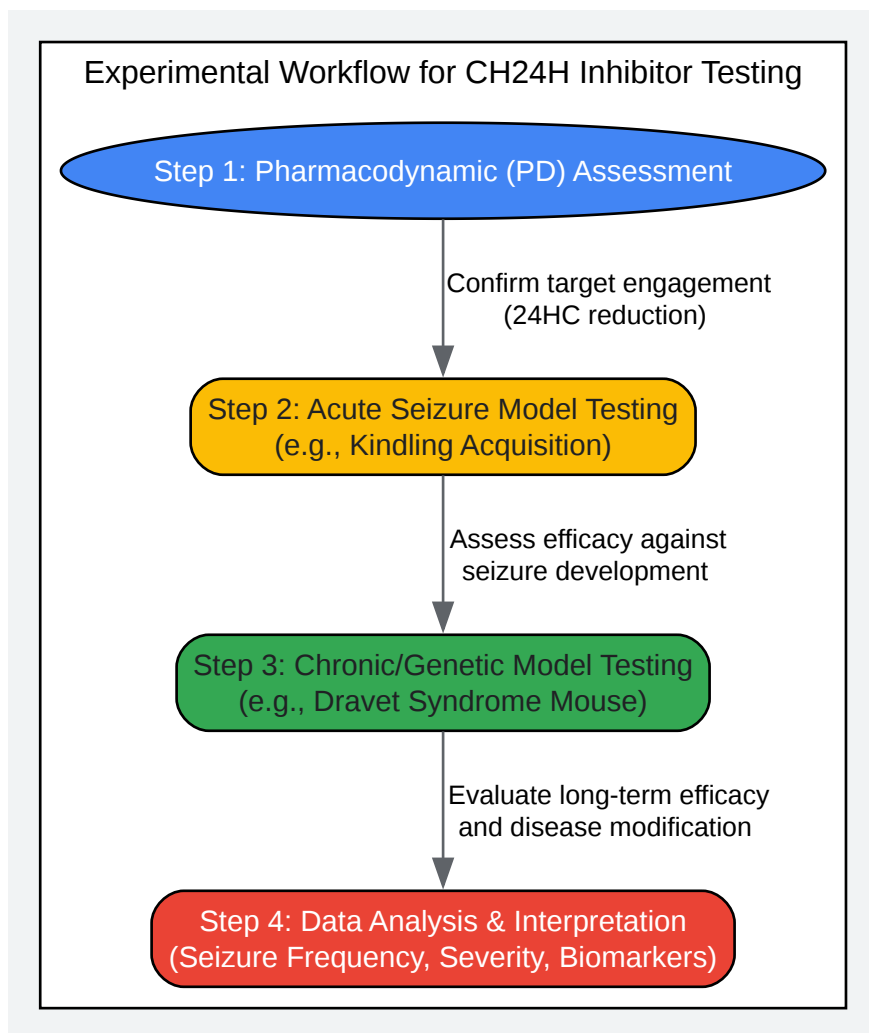 Experimental Workflow for CH24H Inhibitor Testing
Step 1: Pharmacodynamic (PD) Assessment
Confirm target engagement
(24HC reduction)
Step 2: Acute Seizure Model Testing
(e.g., Kindling Acquisition)
Assess efficacy against
seizure development
Step 3: Chronic/Genetic Model Testing
(e.g., Dravet Syndrome Mouse)
Evaluate long-term efficacy
and disease modification
Step 4: Data Analysis & Interpretation
(Seizure Frequency, Severity, Biomarkers)